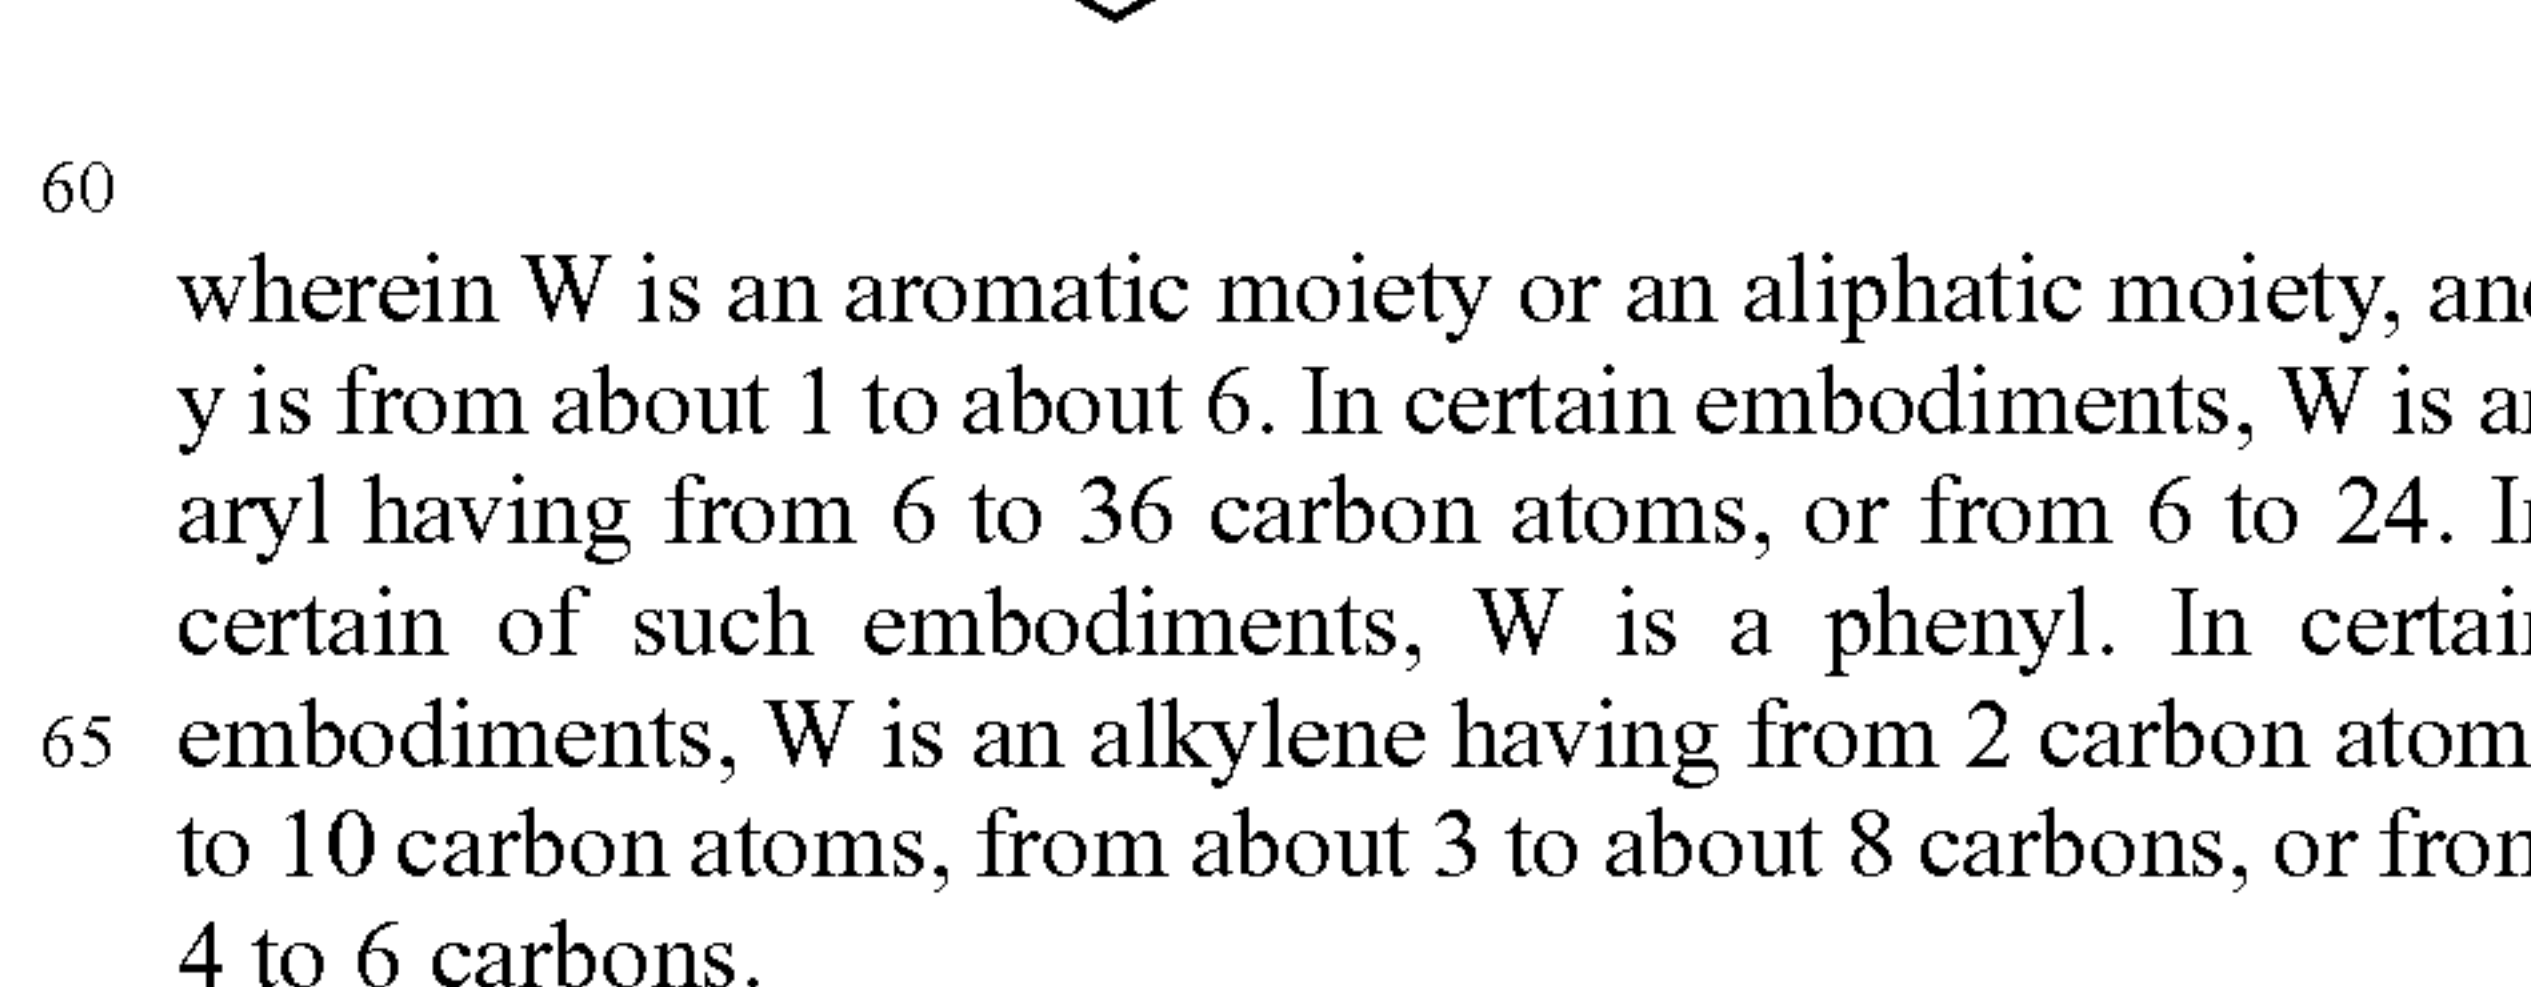 60
wherein W is an aromatic moiety or an aliphatic moiety,
y is from about 1 to about 6. In certain embodiments, W is
aryl having from 6 to 36 carbon atoms, or from 6 to 24.
certain of such embodiments, W is a phenyl. In
65 embodiments, W is an alkylene having from 2 carbon atom
to 10 carbon atoms, from about 3 to about 8 carbons, or
4 to 6 carbons.